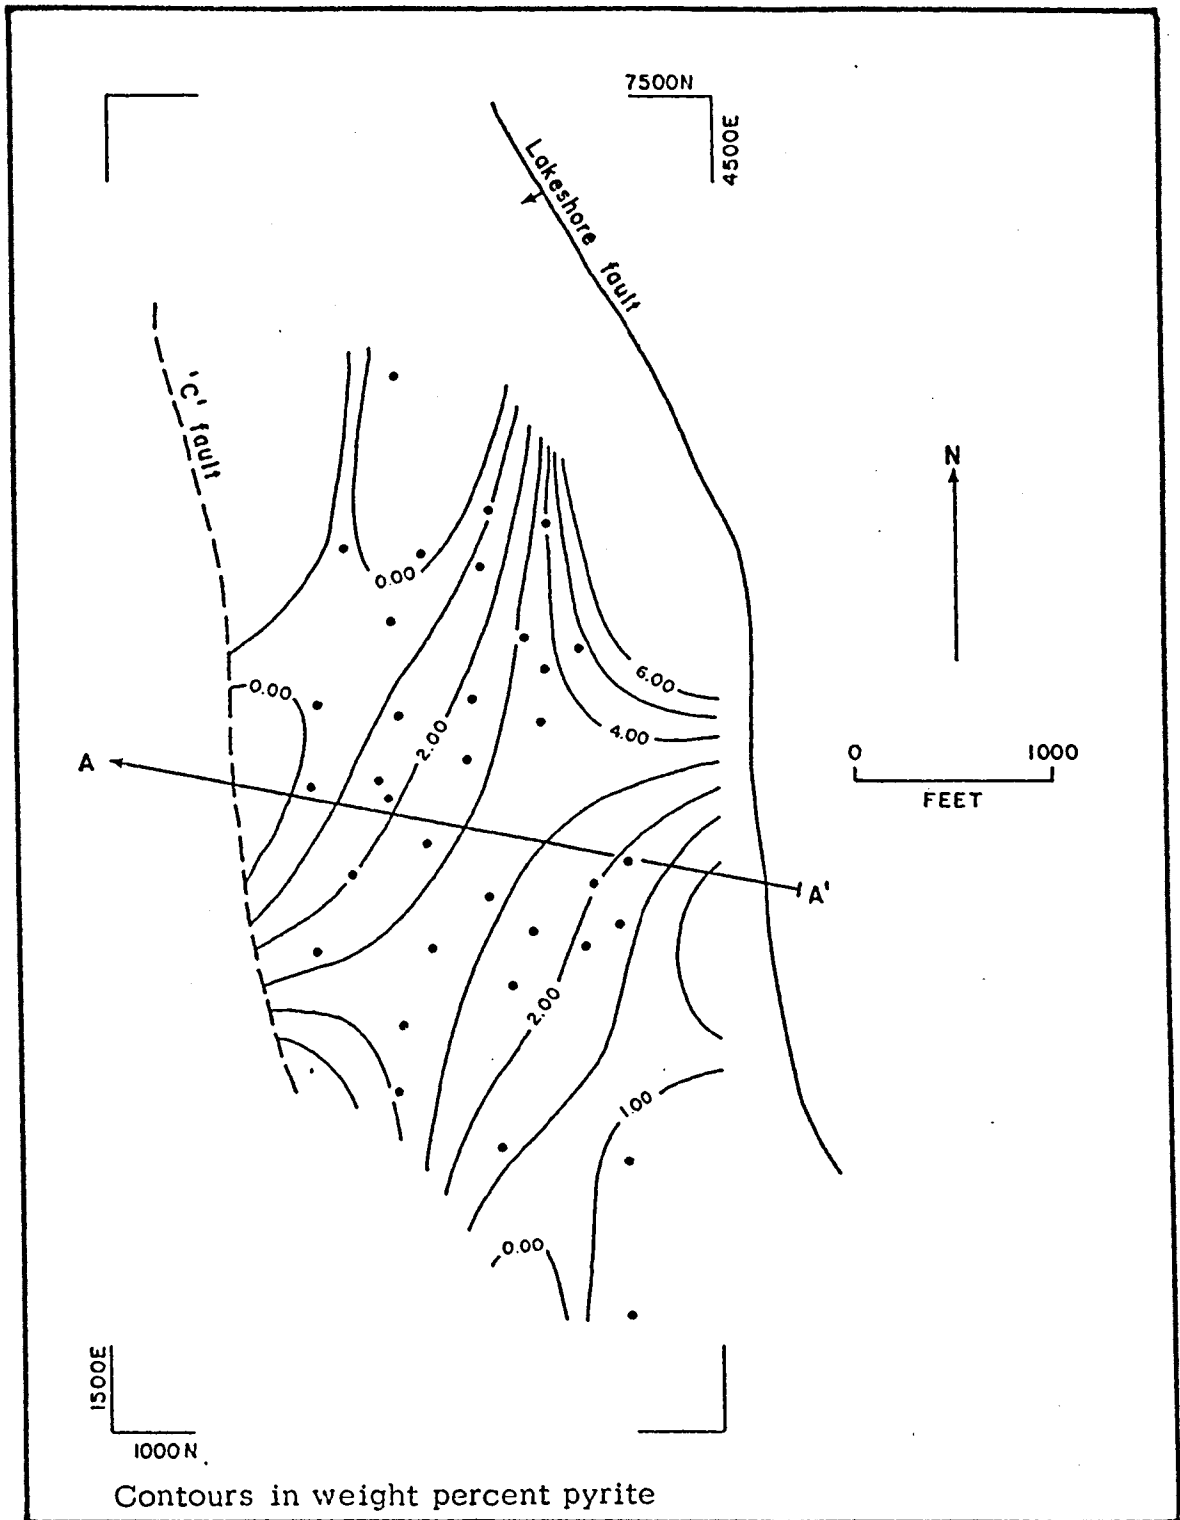 7500N
4500E
Lakeshore fault
'C' fault
N
0.00
6.00
0.00
4.00
2.00
A
0 1000
FEET
A'
2.00
1.00
0.00
1500E
1000N
Contours in weight percent pyrite